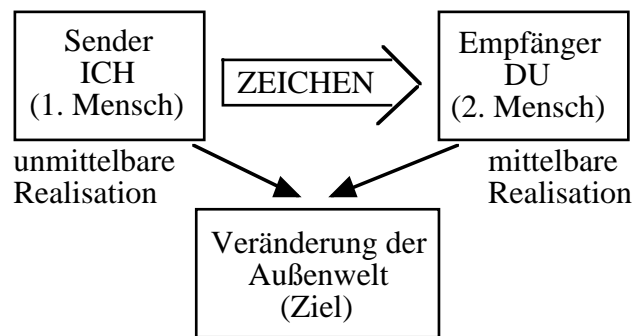 Sender
ICH
(1. Mensch)
ZEICHEN
Empfänger
DU
(2. Mensch)
unmittelbare
Realisation
mittelbare
Realisation
Veränderung der
Außenwelt
(Ziel)